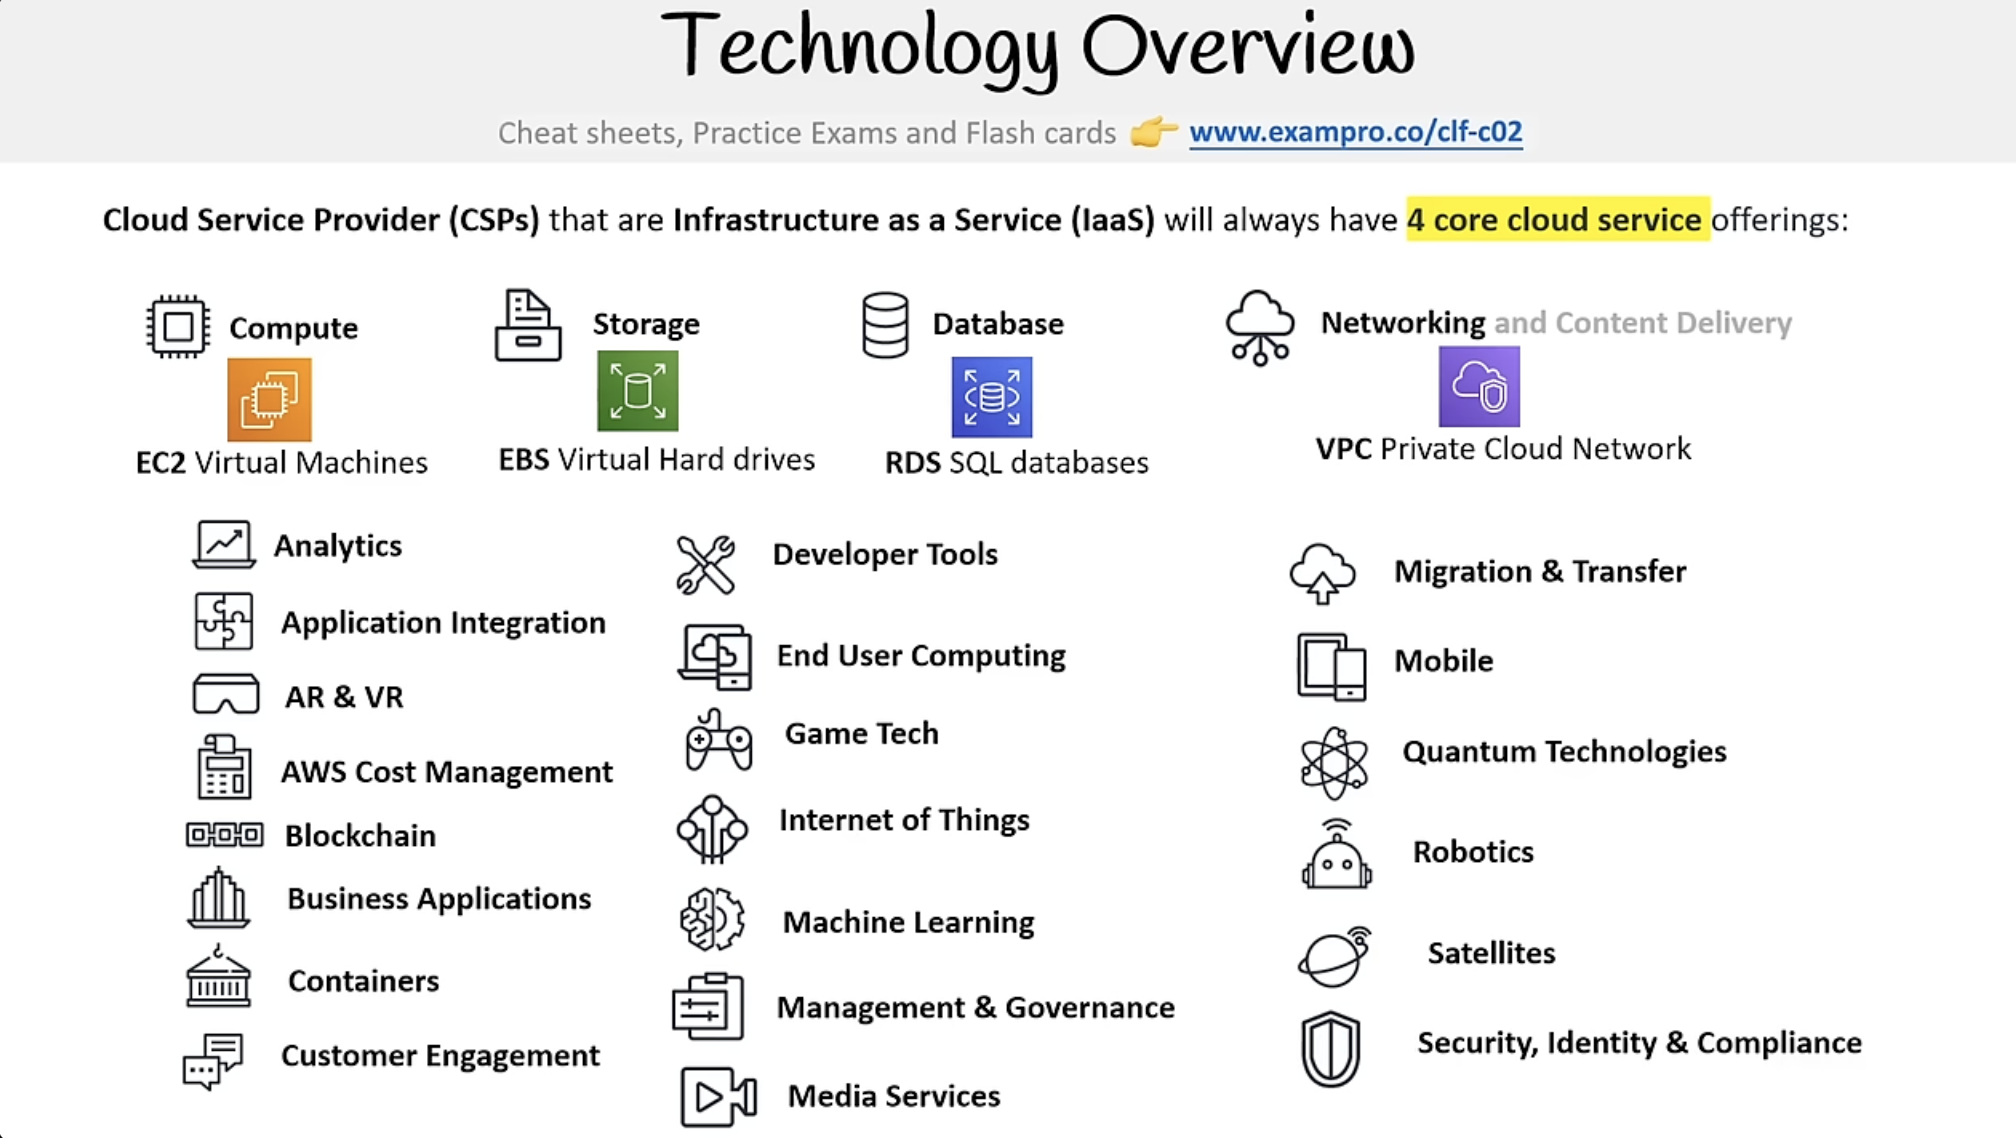 Technology Overview
Cheat sheets, Practice Exams and Flash cards 👉 www.exampro.co/clf-c02
Cloud Service Provider (CSPs) that are Infrastructure as a Service (IaaS) will always have 4 core cloud service offerings:
Compute
EC2 Virtual Machines
Storage
EBS Virtual Hard drives
Database
RDS SQL databases
Networking and Content Delivery
VPC Private Cloud Network
Analytics
Application Integration
AR & VR
AWS Cost Management
Blockchain
Business Applications
Containers
Customer Engagement
Developer Tools
End User Computing
Game Tech
Internet of Things
Machine Learning
Management & Governance
Media Services
Migration & Transfer
Mobile
Quantum Technologies
Robotics
Satellites
Security, Identity & Compliance